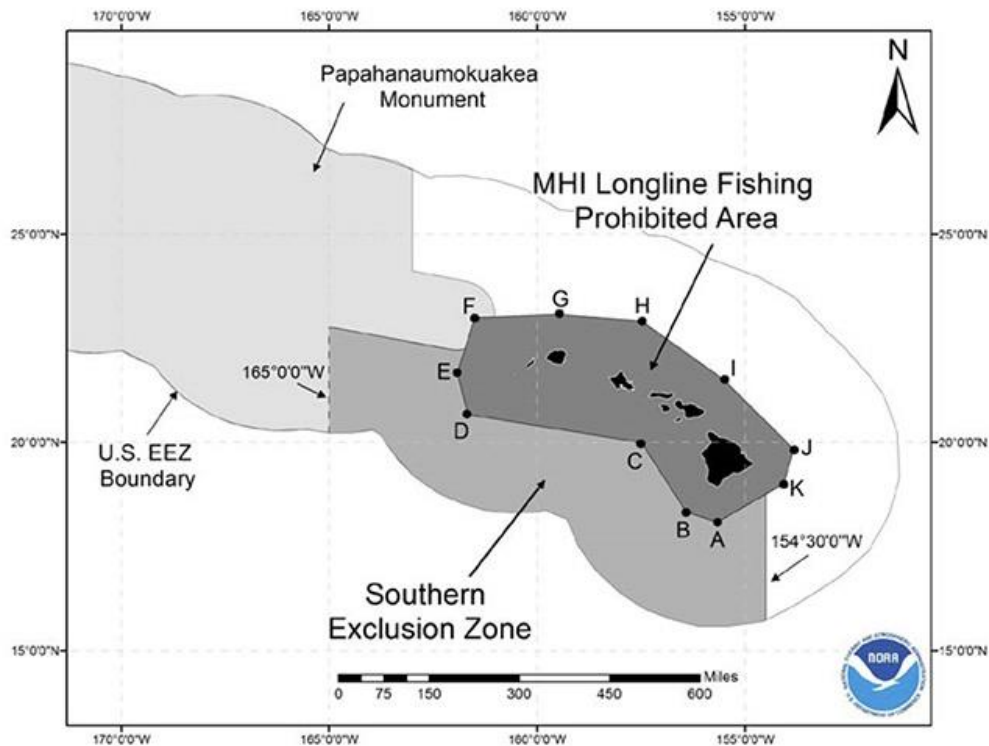 170°0'0"W 165°0'0"W 160°0'0"W 155°0'0"W
N
Papahanaumokuakea
Monument
MHI Longline Fishing
Prohibited Area
25°0'0"N 25°0'0"N
F G H
165°0'0"W E I
D
20°0'0"N C J 20°0'0"N
U.S. EEZ
Boundary
K
B A
154°30'0"W
Southern
Exclusion Zone
15°0'0"N 15°0'0"N
NOAA
0 75 150 300 450 600 Miles
170°0'0"W 165°0'0"W 160°0'0"W 155°0'0"W